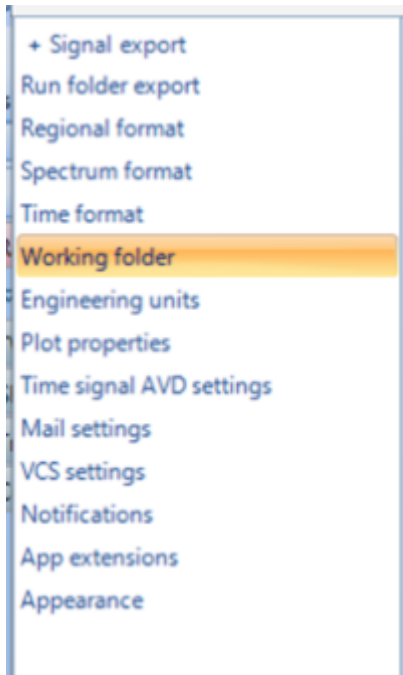 + Signal export
Run folder export
Regional format
Spectrum format
Time format
Working folder
Engineering units
Plot properties
Time signal AVD settings
Mail settings
VCS settings
Notifications
App extensions
Appearance